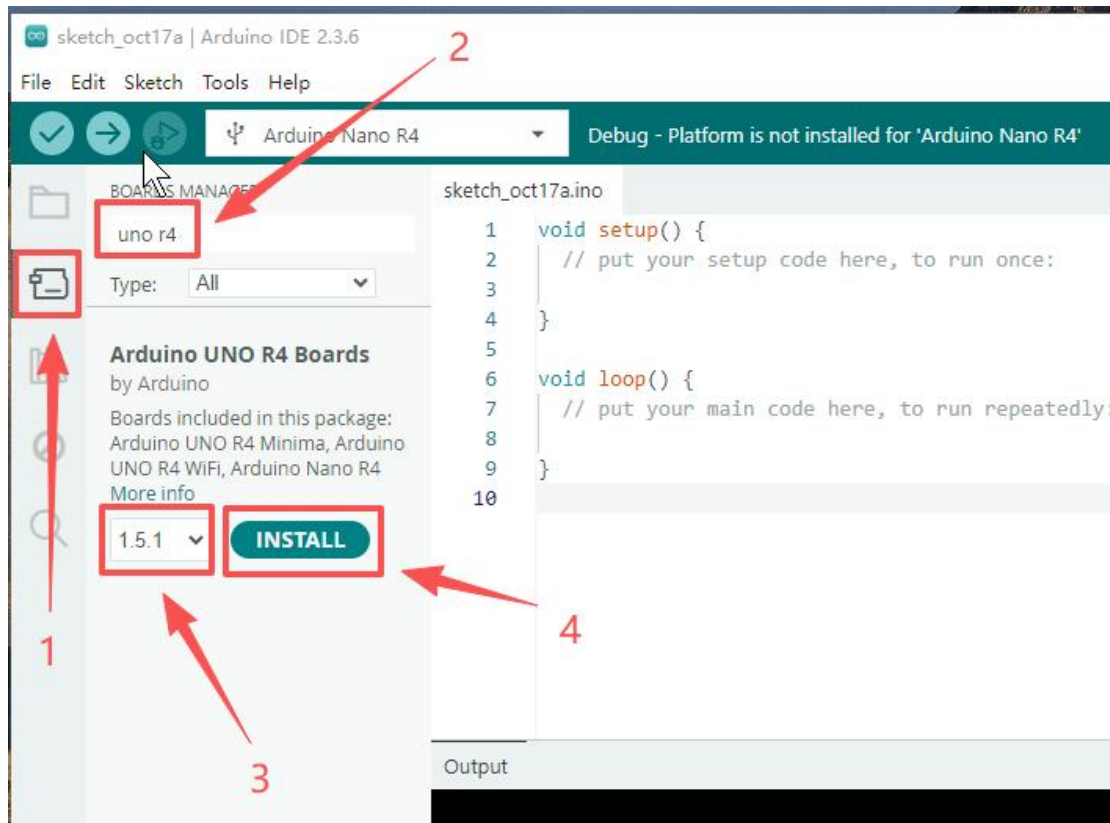 sketch_oct17a | Arduino IDE 2.3.6
2
File Edit Sketch Tools Help
Arduino Nano R4
Debug - Platform is not installed for 'Arduino Nano R4'
BOARDS MANAGER
sketch_oct17a.ino
uno r4
Type: All
1 void setup() {
2 // put your setup code here, to run once:
3
4 }
5
6 void loop() {
7 // put your main code here, to run repeatedly:
8
9 }
10
Arduino UNO R4 Boards
by Arduino
Boards included in this package:
Arduino UNO R4 Minima, Arduino
UNO R4 WiFi, Arduino Nano R4
More info
1.5.1
INSTALL
1
4
3
Output